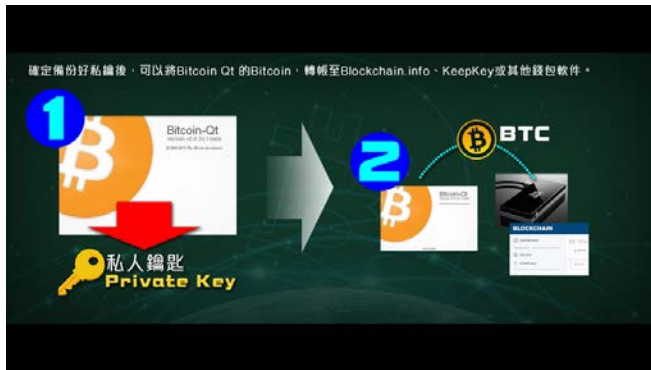 確定備份好私鑰後，可以將Bitcoin Qt 的Bitcoin，轉帳至Blockchain.info、KeepKey或其他錢包軟件。
1
Bitcoin-Qt
私人鑰匙
Private Key
2
BTC
Bitcoin-Qt
BLOCKCHAIN